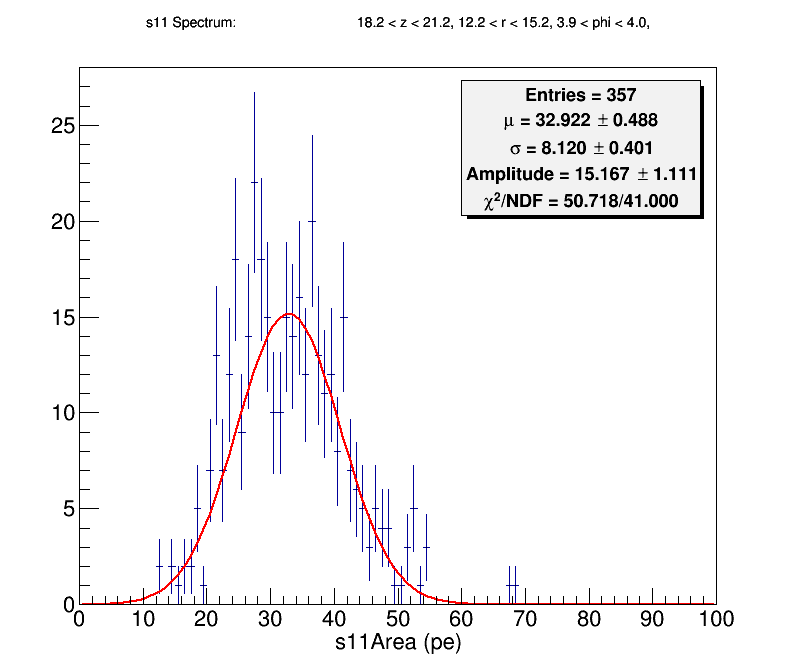 s11 Spectrum: 18.2 < z < 21.2, 12.2 < r < 15.2, 3.9 < phi < 4.0,
Entries = 357
μ = 32.922 ± 0.488
σ = 8.120 ± 0.401
Amplitude = 15.167 ± 1.111
χ²/NDF = 50.718/41.000
25
20
15
10
5
0
0 10 20 30 40 50 60 70 80 90 100
s11Area (pe)